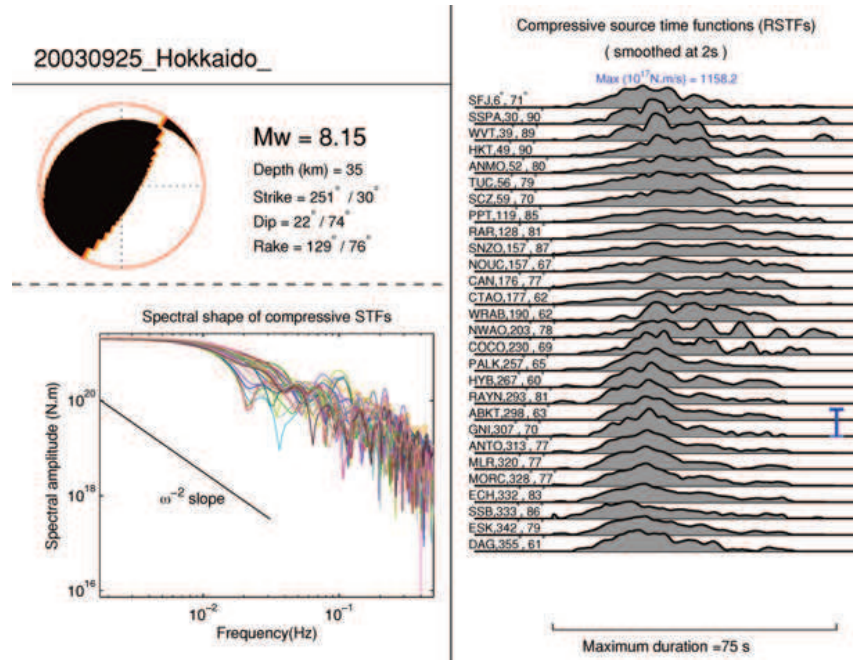 20030925_Hokkaido_
Mw = 8.15
Depth (km) = 35
Strike = 251° / 30°
Dip = 22° / 74°
Rake = 129° / 76°
Spectral shape of compressive STFs
Spectral amplitude (N.m)
10^20
10^18
10^16
ω^-2 slope
10^-2
10^-1
Frequency(Hz)
Compressive source time functions (RSTFs)
( smoothed at 2s )
Max (10^17N.m/s) = 1158.2
SFJ,6°, 71°
SSPA,30°, 90°
WVT,39°, 89°
HKT,49°, 90°
ANMO,52°, 80°
TUC,56°, 79°
SCZ,59°, 70°
PPT,119°, 85°
RAR,128°, 81°
SNZO,157°, 87°
NOUC,157°, 67°
CAN,176°, 77°
CTAO,177°, 62°
WRAB,190°, 62°
NWAO,203°, 78°
COCO,230°, 69°
PALK,257°, 65°
HYB,267°, 60°
RAYN,293°, 81°
ABKT,298°, 63°
GNI,307°, 70°
ANTO,313°, 77°
MLR,320°, 77°
MORC,328°, 77°
ECH,332°, 83°
SSB,333°, 86°
ESK,342°, 79°
DAG,355°, 61°
Maximum duration =75 s